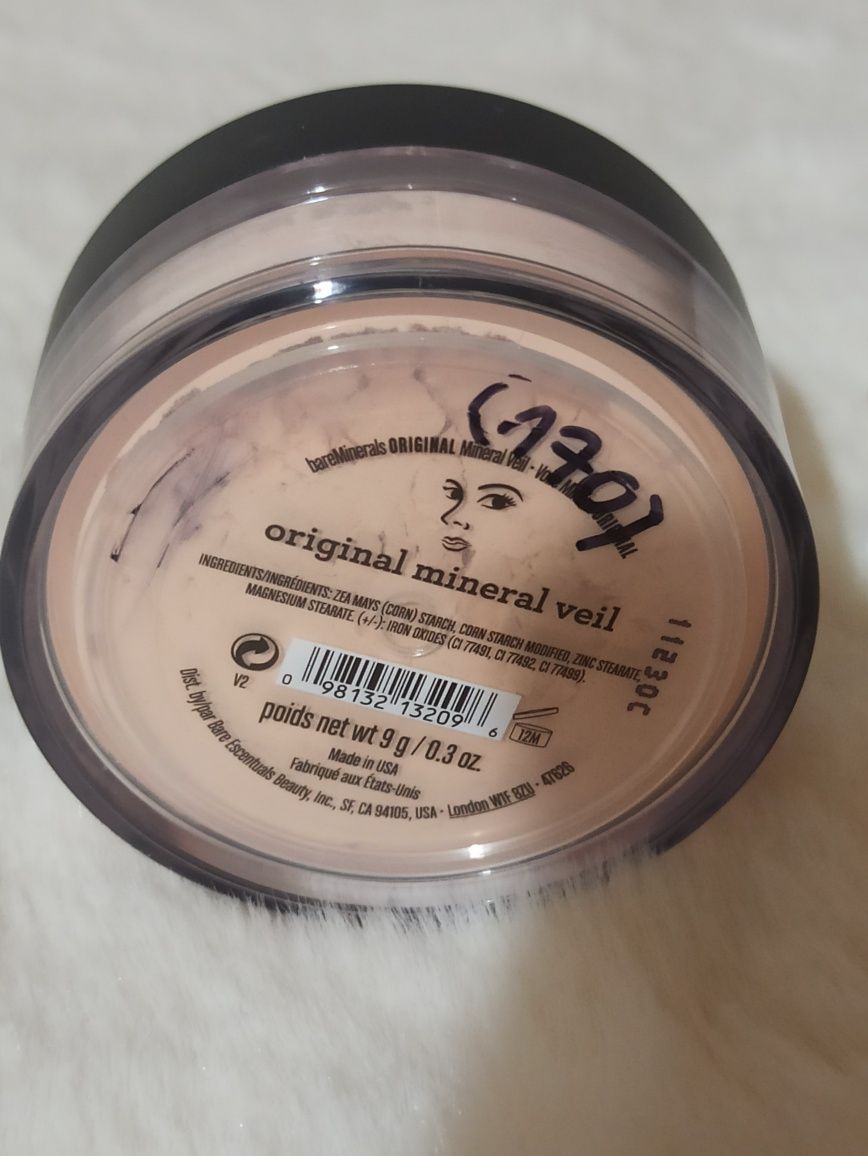 (170)
bareMinerals ORIGINAL Mineral Veil · ORIGINAL
original mineral veil
INGREDIENTS/INGRÉDIENTS: ZEA MAYS (CORN) STARCH, CORN STARCH MODIFIED, ZINC STEARATE,
MAGNESIUM STEARATE. (+/-): IRON OXIDES (CI 77491, CI 77492, CI 77499).
11230C
V2
0 98132 13209 6
12M
poids net wt 9 g / 0.3 oz.
Made in USA
Fabriqué aux États-Unis
Dist. by/par Bare Escentuals Beauty, Inc., SF, CA 94105, USA · London W1F 8ZU · 47626